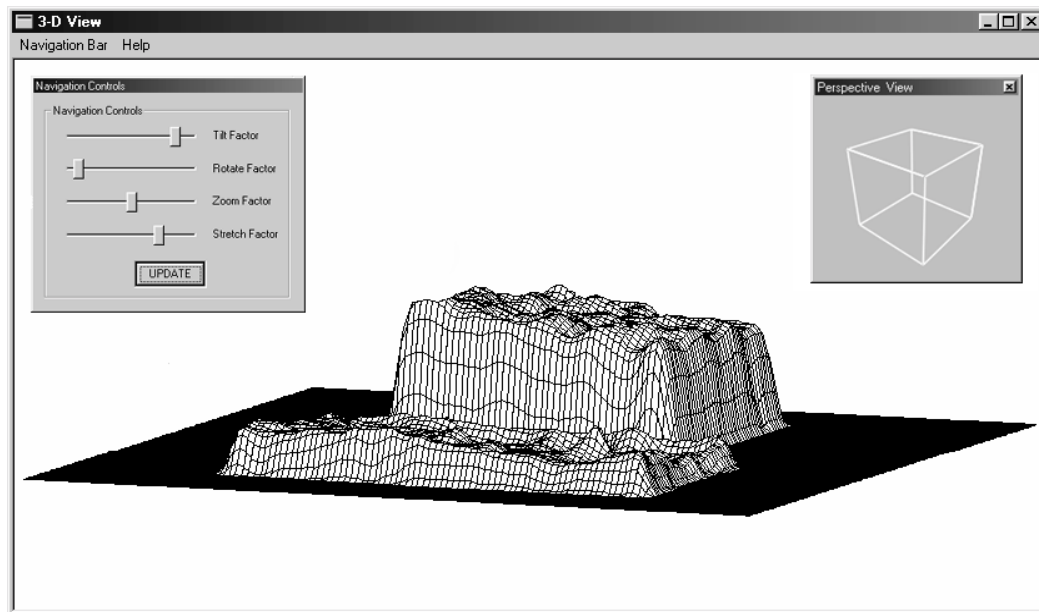 3-D View
Navigation Bar Help
Navigation Controls
Navigation Controls
Tilt Factor
Rotate Factor
Zoom Factor
Stretch Factor
UPDATE
Perspective View